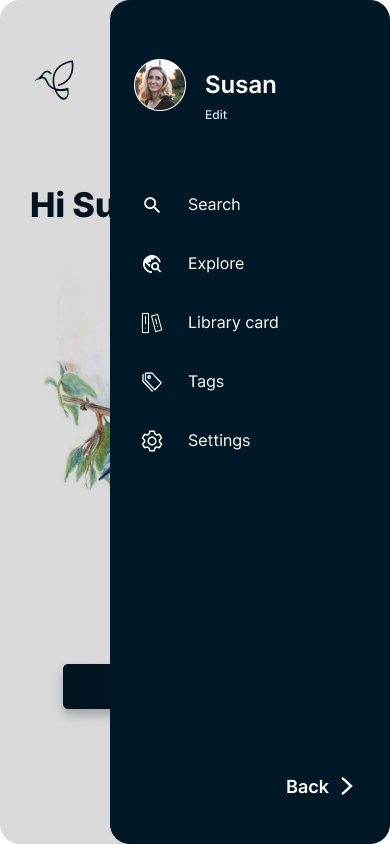 Susan
Edit
Hi Su
Search
Explore
Library card
Tags
Settings
Back